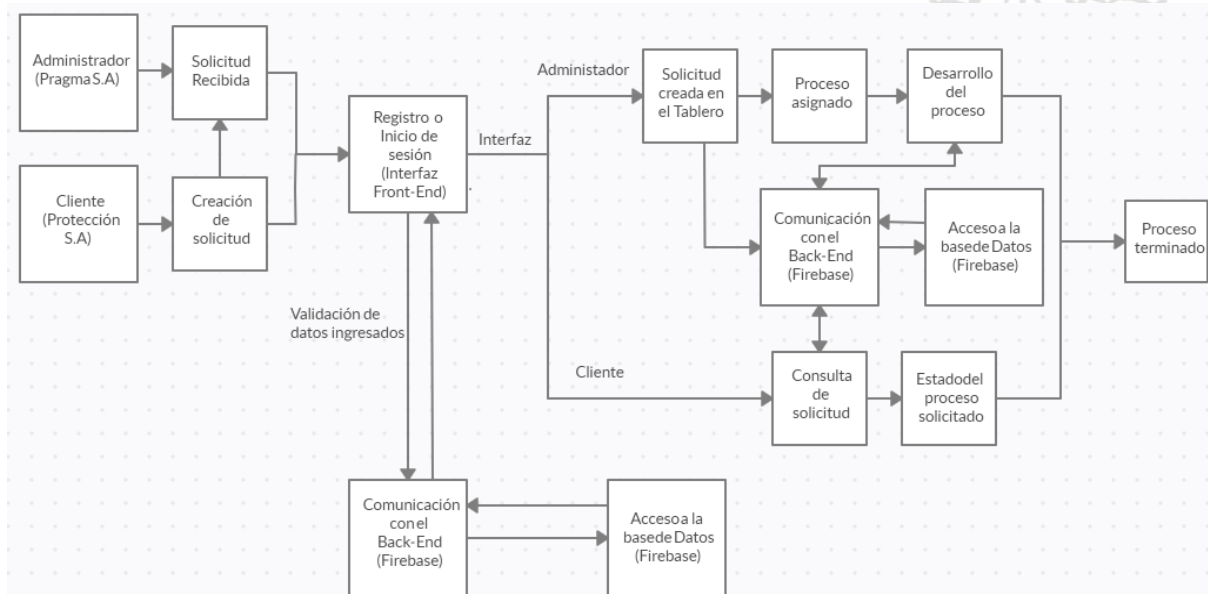 Administrador
(Pragma S.A)
Solicitud
Recibida
Cliente
(Protección
S.A)
Creación
de
solicitud
Registro o
Inicio de
sesión
(Interfaz
Front-End)
Interfaz
Validación de
datos ingresados
Comunicación
con el
Back-End
(Firebase)
Acceso a la
base de Datos
(Firebase)
Administador
Solicitud
creada en
el Tablero
Proceso
asignado
Desarrollo
del
proceso
Comunicación
con el
Back-End
(Firebase)
Acceso a la
base de Datos
(Firebase)
Cliente
Consulta
de
solicitud
Estado del
proceso
solicitado
Proceso
terminado